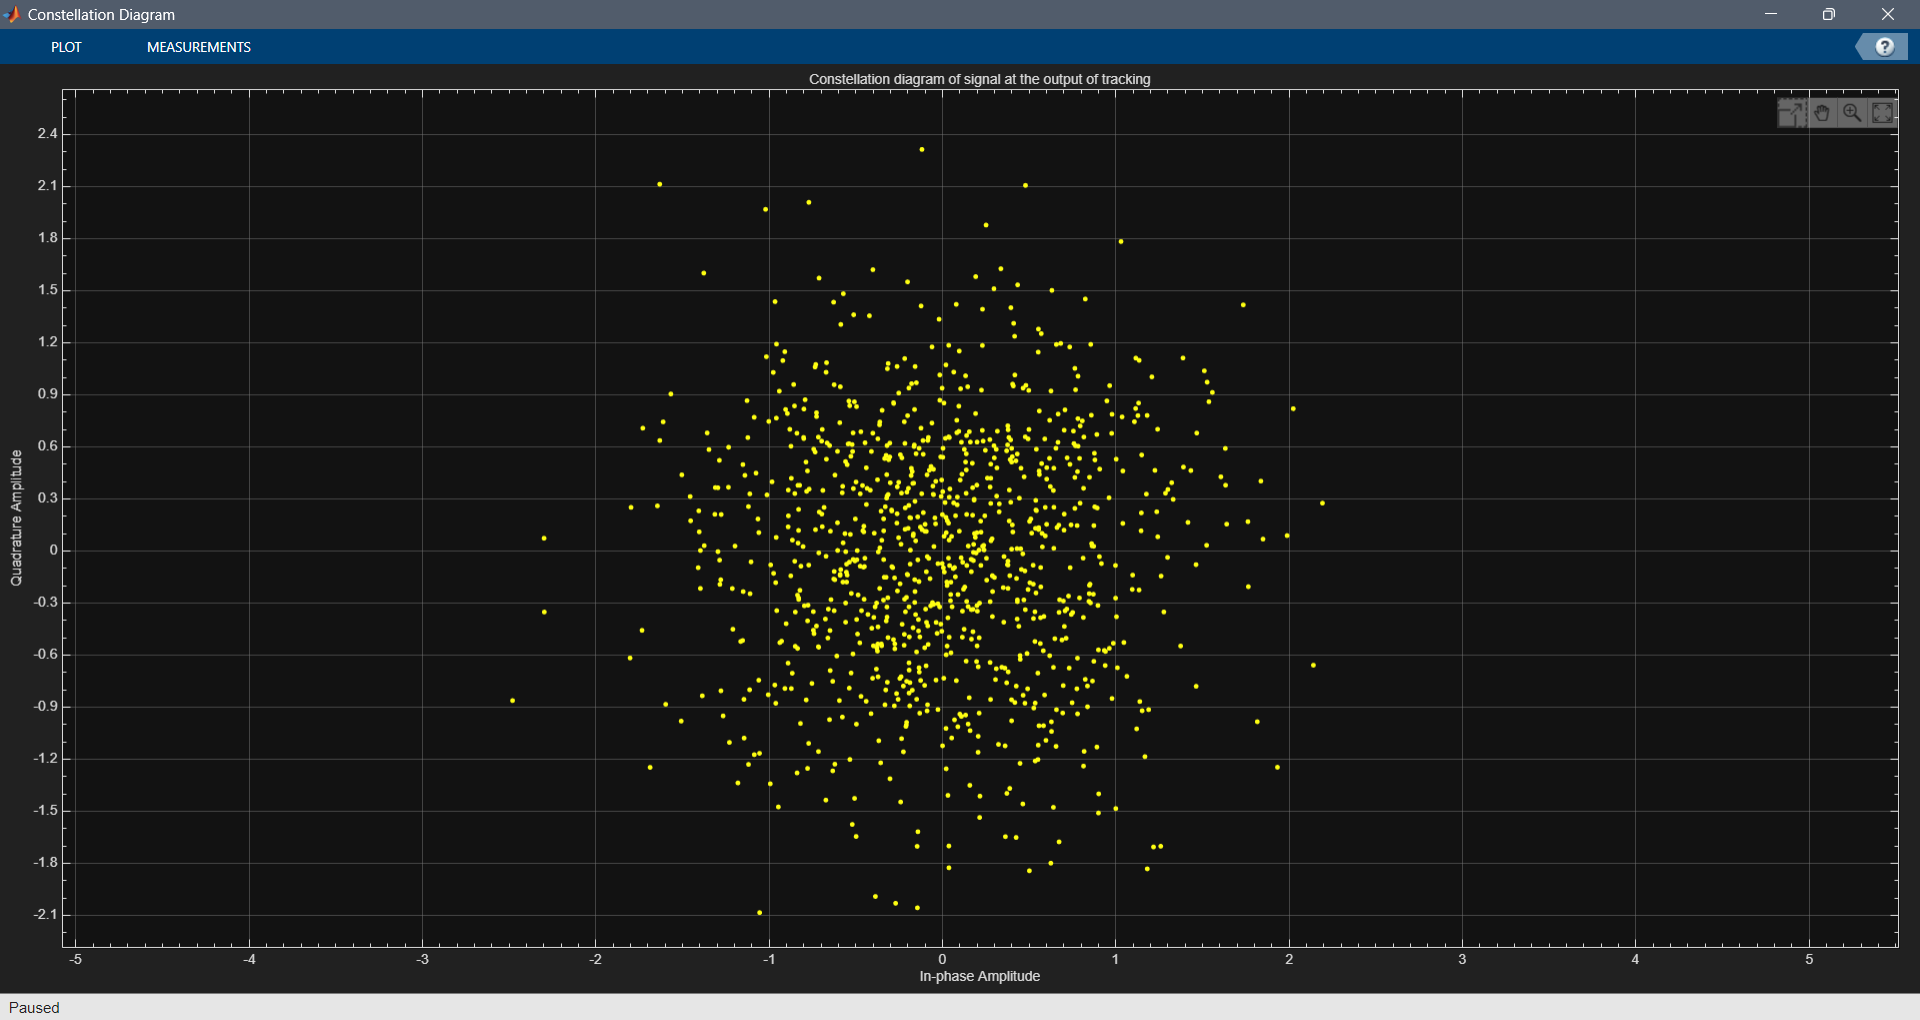 Constellation Diagram
PLOT MEASUREMENTS
?
Constellation diagram of signal at the output of tracking
2.4
2.1
1.8
1.5
1.2
0.9
0.6
0.3
0
-0.3
-0.6
-0.9
-1.2
-1.5
-1.8
-2.1
Quadrature Amplitude
-5 -4 -3 -2 -1 0 1 2 3 4 5
In-phase Amplitude
Paused